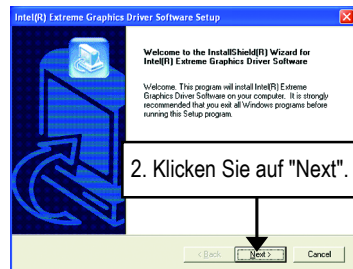 Intel(R) Extreme Graphics Driver Software Setup
Welcome to the InstallShield(R) Wizard for
Intel(R) Extreme Graphics Driver Software
Welcome. This program will install Intel(R) Extreme
Graphics Driver Software on your computer. It is strongly
recommended that you exit all Windows programs before
running this Setup program.
2. Klicken Sie auf "Next".
< Back
Next >
Cancel